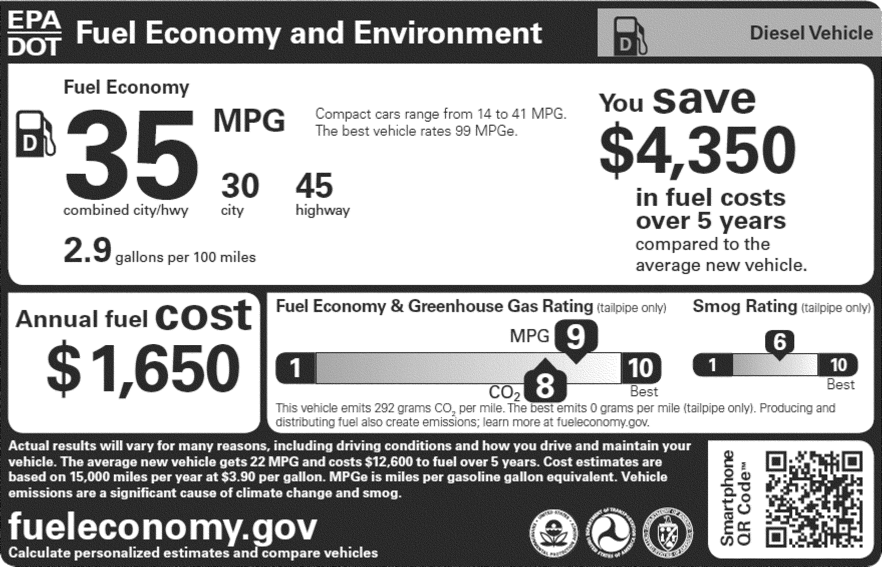 EPA
DOT
Fuel Economy and Environment
D
Diesel Vehicle
Fuel Economy
D
35
MPG
combined city/hwy
30
city
45
highway
2.9 gallons per 100 miles
Compact cars range from 14 to 41 MPG.
The best vehicle rates 99 MPGe.
You save
$4,350
in fuel costs
over 5 years
compared to the
average new vehicle.
Annual fuel cost
$1,650
Fuel Economy & Greenhouse Gas Rating (tailpipe only)
MPG 9
1
10
Best
CO2 8
This vehicle emits 292 grams CO2 per mile. The best emits 0 grams per mile (tailpipe only). Producing and
distributing fuel also create emissions; learn more at fueleconomy.gov.
Smog Rating (tailpipe only)
6
1
10
Best
Actual results will vary for many reasons, including driving conditions and how you drive and maintain your
vehicle. The average new vehicle gets 22 MPG and costs $12,600 to fuel over 5 years. Cost estimates are
based on 15,000 miles per year at $3.90 per gallon. MPGe is miles per gasoline gallon equivalent. Vehicle
emissions are a significant cause of climate change and smog.
fueleconomy.gov
Calculate personalized estimates and compare vehicles
Smartphone
QR Code™